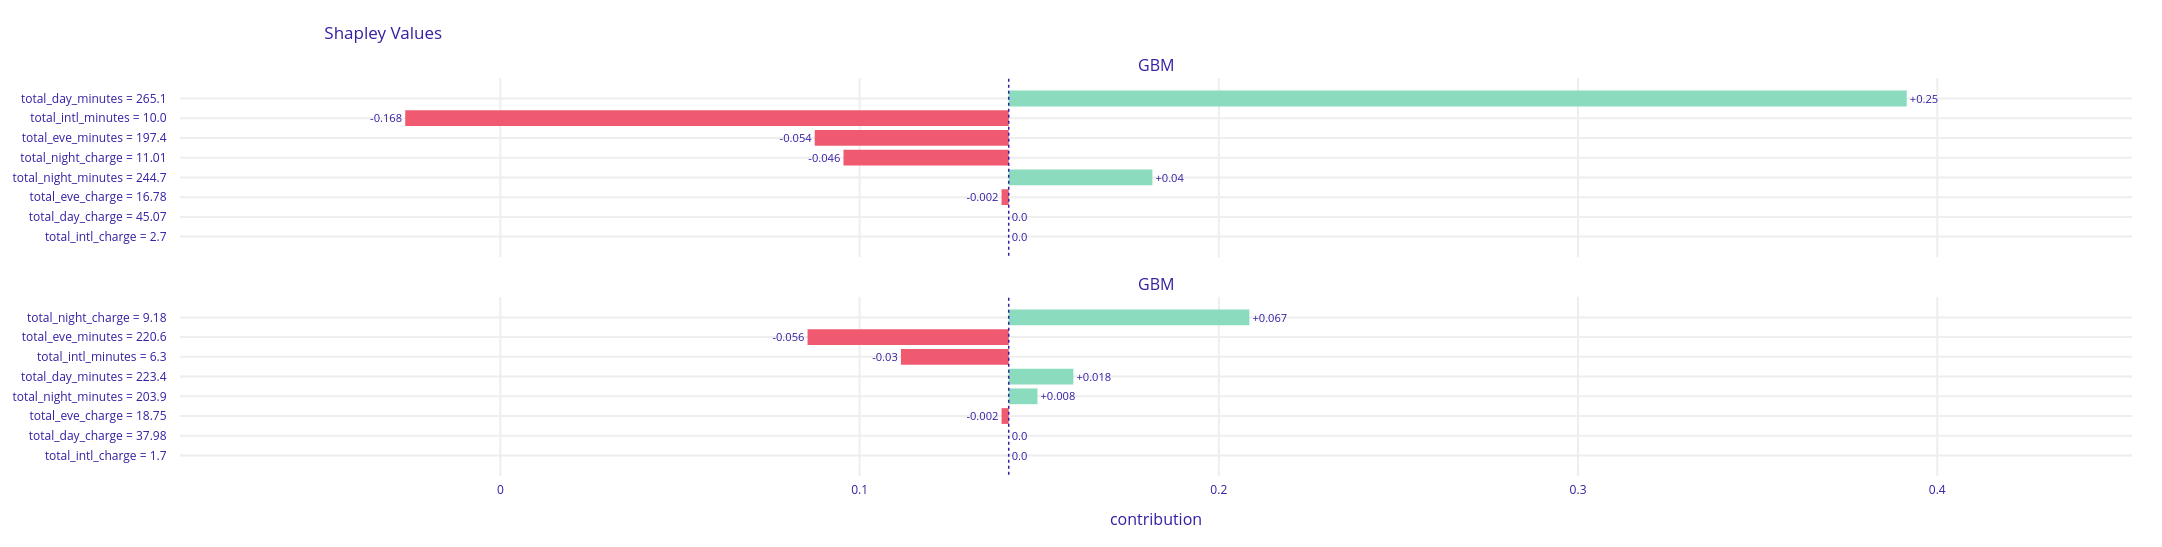 Shapley Values
GBM
total_day_minutes = 265.1 +0.25
total_intl_minutes = 10.0 -0.168
total_eve_minutes = 197.4 -0.054
total_night_charge = 11.01 -0.046
total_night_minutes = 244.7 +0.04
total_eve_charge = 16.78 -0.002
total_day_charge = 45.07 0.0
total_intl_charge = 2.7 0.0
GBM
total_night_charge = 9.18 +0.067
total_eve_minutes = 220.6 -0.056
total_intl_minutes = 6.3 -0.03
total_day_minutes = 223.4 +0.018
total_night_minutes = 203.9 +0.008
total_eve_charge = 18.75 -0.002
total_day_charge = 37.98 0.0
total_intl_charge = 1.7 0.0
0 0.1 0.2 0.3 0.4
contribution